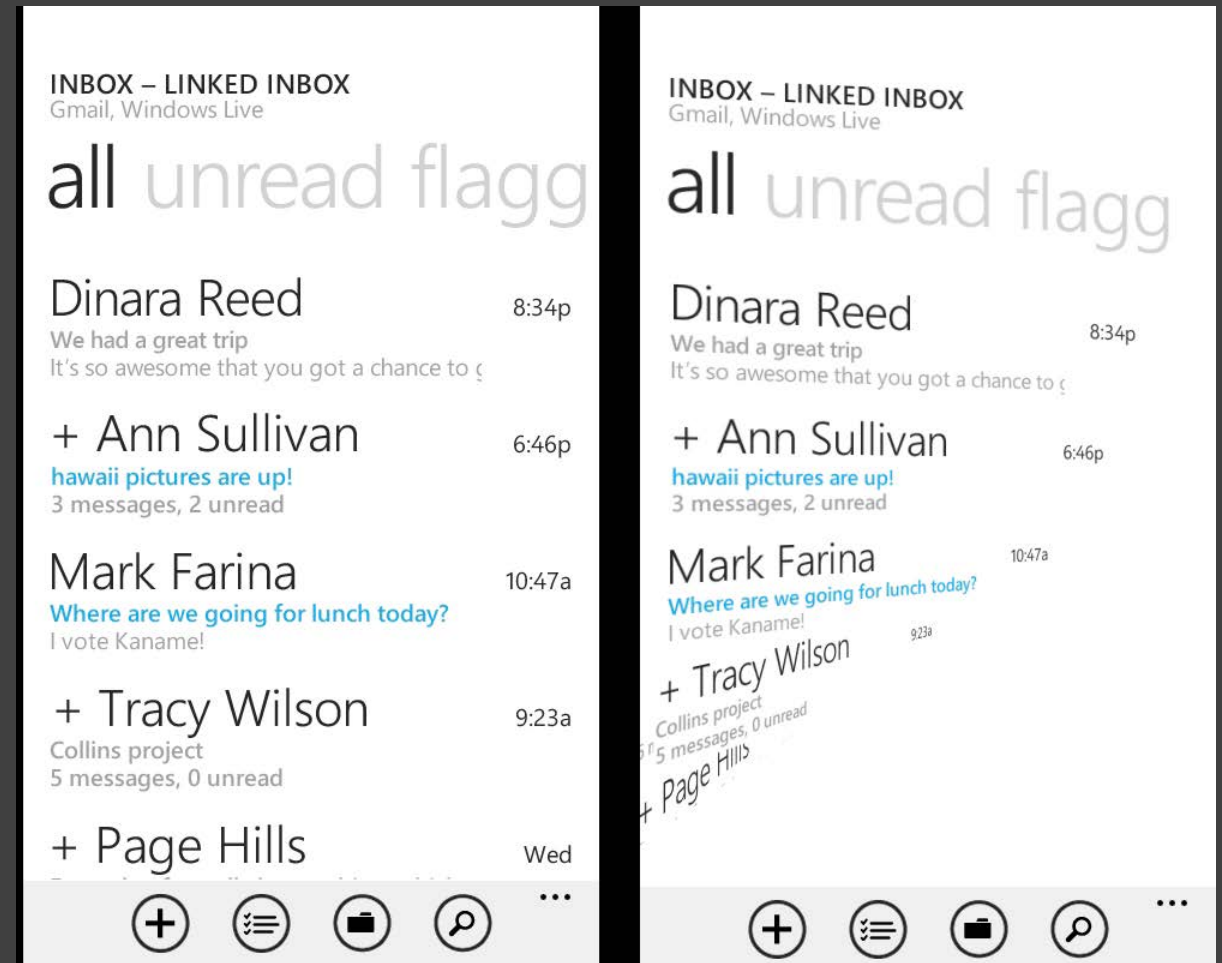 INBOX – LINKED INBOX
Gmail, Windows Live
all unread flagg
Dinara Reed 8:34p
We had a great trip
It's so awesome that you got a chance to
+ Ann Sullivan 6:46p
hawaii pictures are up!
3 messages, 2 unread
Mark Farina 10:47a
Where are we going for lunch today?
I vote Kaname!
+ Tracy Wilson 9:23a
Collins project
5 messages, 0 unread
+ Page Hills Wed
INBOX – LINKED INBOX
Gmail, Windows Live
all unread flagg
Dinara Reed 8:34p
We had a great trip
It's so awesome that you got a chance to
+ Ann Sullivan 6:46p
hawaii pictures are up!
3 messages, 2 unread
Mark Farina 10:47a
Where are we going for lunch today?
I vote Kaname!
+ Tracy Wilson 9:23a
Collins project
5 messages, 0 unread
+ Page Hills